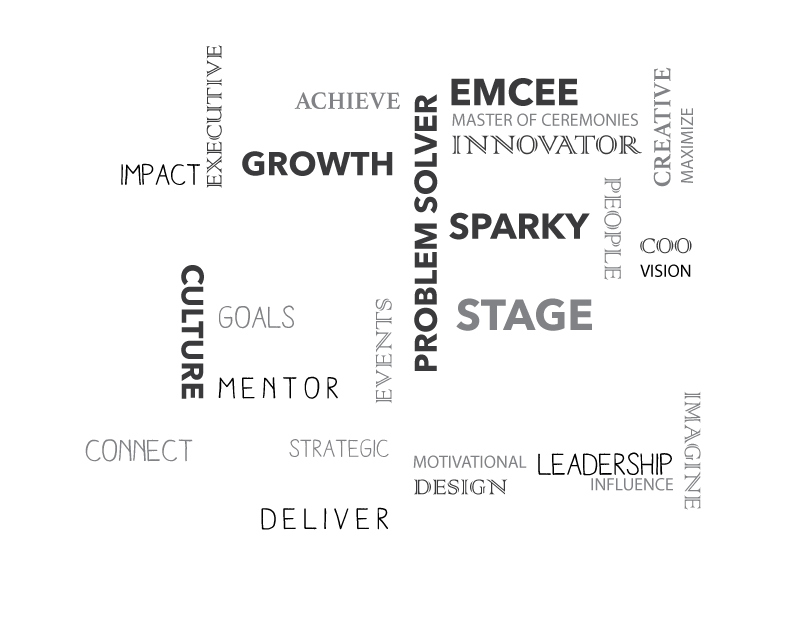 EXECUTIVE
ACHIEVE
EMCEE
MASTER OF CEREMONIES
INNOVATOR
CREATIVE
MAXIMIZE
IMPACT
GROWTH
PROBLEM SOLVER
SPARKY
PEOPLE
COO
VISION
CULTURE
GOALS
EVENTS
STAGE
MENTOR
CONNECT
STRATEGIC
MOTIVATIONAL
LEADERSHIP
INFLUENCE
DESIGN
IMAGINE
DELIVER